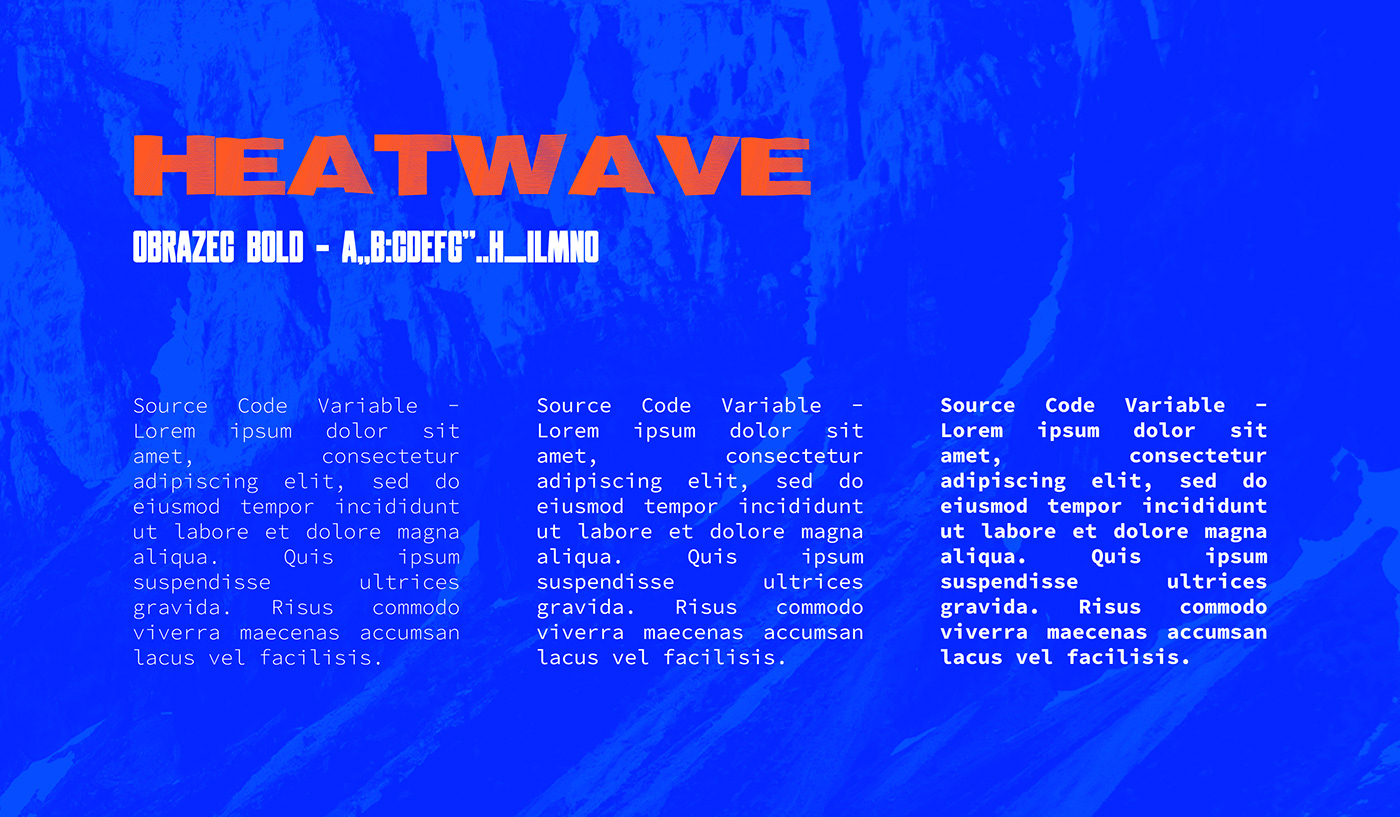 HEATWAVE
OBRAZEC BOLD – A„B:CDEFG”..H_ILMNO
Source Code Variable –
Lorem ipsum dolor sit
amet, consectetur
adipiscing elit, sed do
eiusmod tempor incididunt
ut labore et dolore magna
aliqua. Quis ipsum
suspendisse ultrices
gravida. Risus commodo
viverra maecenas accumsan
lacus vel facilisis.
Source Code Variable –
Lorem ipsum dolor sit
amet, consectetur
adipiscing elit, sed do
eiusmod tempor incididunt
ut labore et dolore magna
aliqua. Quis ipsum
suspendisse ultrices
gravida. Risus commodo
viverra maecenas accumsan
lacus vel facilisis.
Source Code Variable –
Lorem ipsum dolor sit
amet, consectetur
adipiscing elit, sed do
eiusmod tempor incididunt
ut labore et dolore magna
aliqua. Quis ipsum
suspendisse ultrices
gravida. Risus commodo
viverra maecenas accumsan
lacus vel facilisis.